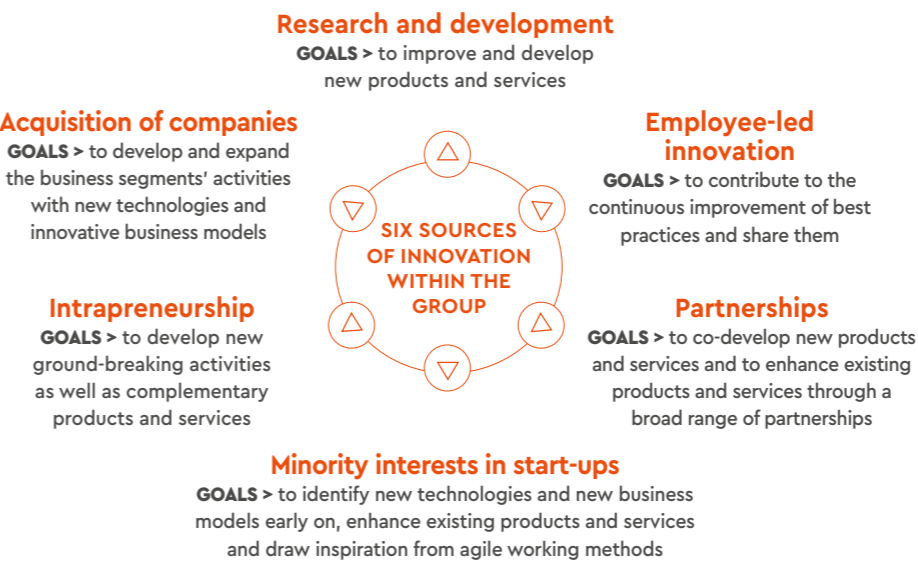 Research and development
GOALS > to improve and develop
new products and services
Acquisition of companies
GOALS > to develop and expand
the business segments' activities
with new technologies and
innovative business models
Employee-led
innovation
GOALS > to contribute to the
continuous improvement of best
practices and share them
SIX SOURCES
OF INNOVATION
WITHIN THE
GROUP
Intrapreneurship
GOALS > to develop new
ground-breaking activities
as well as complementary
products and services
Partnerships
GOALS > to co-develop new products
and services and to enhance existing
products and services through a
broad range of partnerships
Minority interests in start-ups
GOALS > to identify new technologies and new business
models early on, enhance existing products and services
and draw inspiration from agile working methods